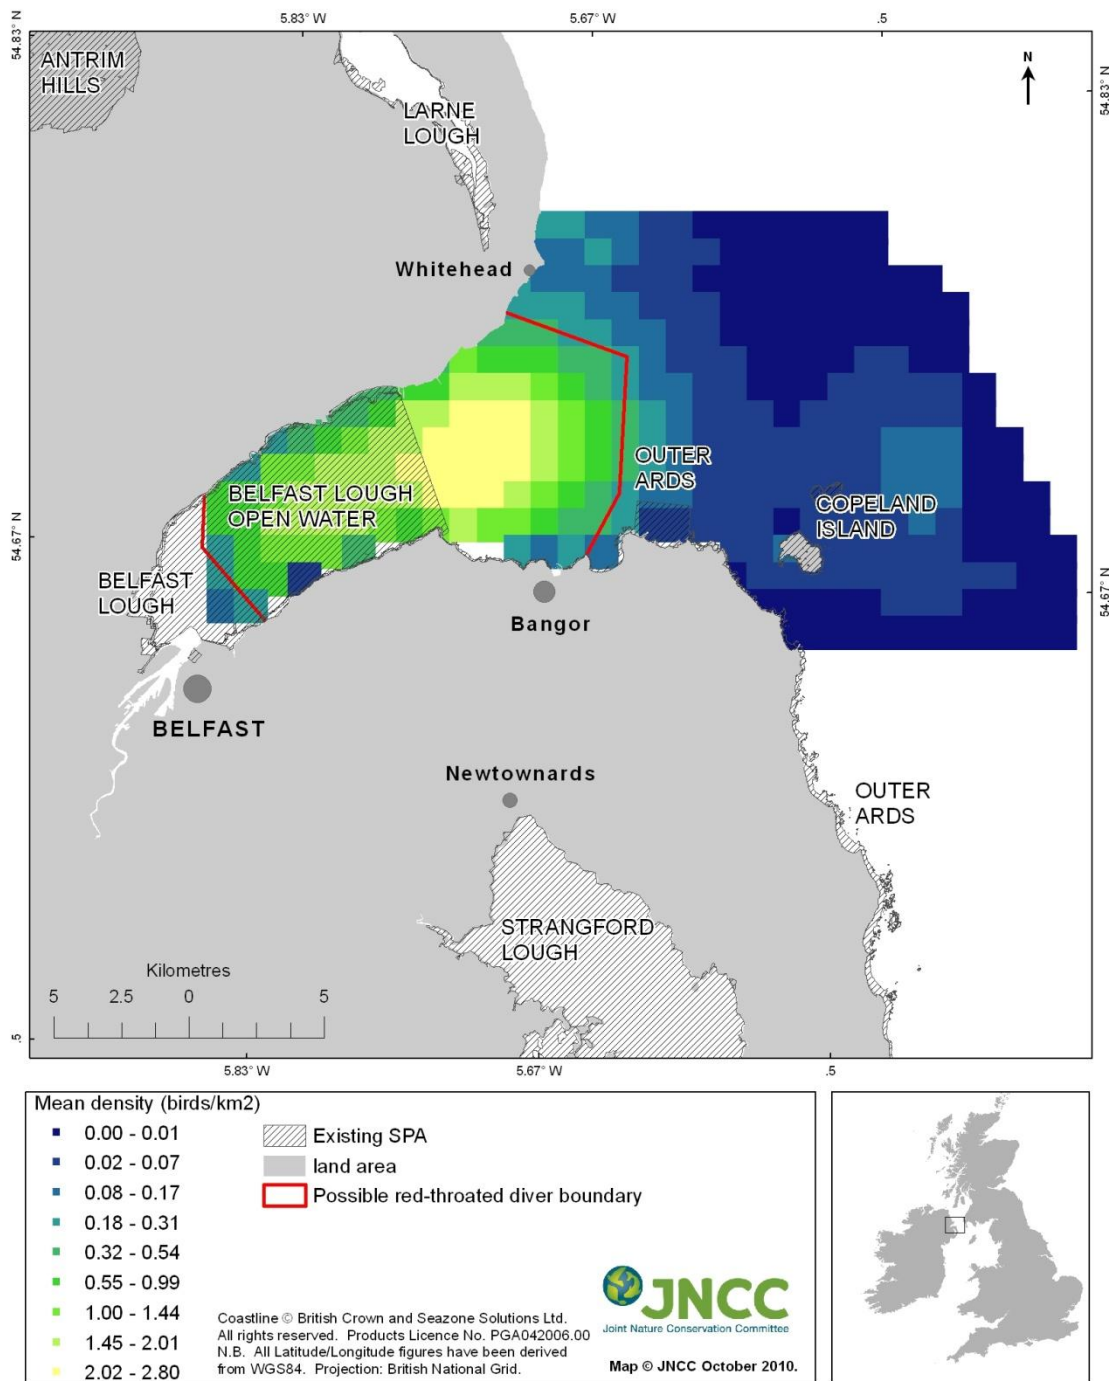 5.83° W
5.67° W
.5
54.83° N
54.83° N
N
ANTRIM
HILLS
LARNE
LOUGH
Whitehead
OUTER
ARDS
COPELAND
ISLAND
BELFAST LOUGH
OPEN WATER
54.67° N
54.67° N
BELFAST
LOUGH
Bangor
BELFAST
Newtownards
OUTER
ARDS
STRANGFORD
LOUGH
Kilometres
5 2.5 0 5
.5
5.83° W
5.67° W
.5
Mean density (birds/km2)
0.00 - 0.01
0.02 - 0.07
0.08 - 0.17
0.18 - 0.31
0.32 - 0.54
0.55 - 0.99
1.00 - 1.44
1.45 - 2.01
2.02 - 2.80
Existing SPA
land area
Possible red-throated diver boundary
Coastline © British Crown and Seazone Solutions Ltd.
All rights reserved. Products Licence No. PGA042006.00
N.B. All Latitude/Longitude figures have been derived
from WGS84. Projection: British National Grid.
JNCC
Joint Nature Conservation Committee
Map © JNCC October 2010.